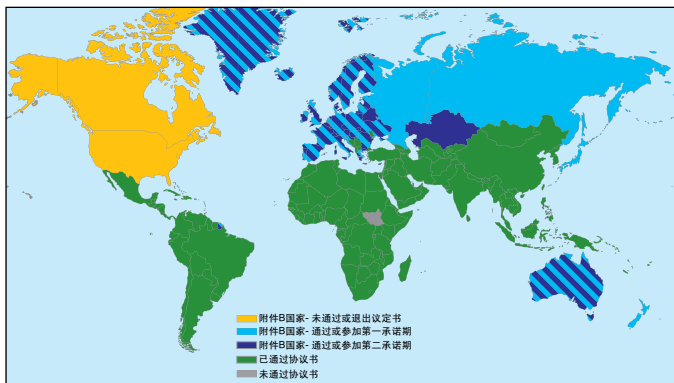 附件B国家- 未通过或退出议定书
附件B国家- 通过或参加第一承诺期
附件B国家- 通过或参加第二承诺期
已通过协议书
未通过协议书